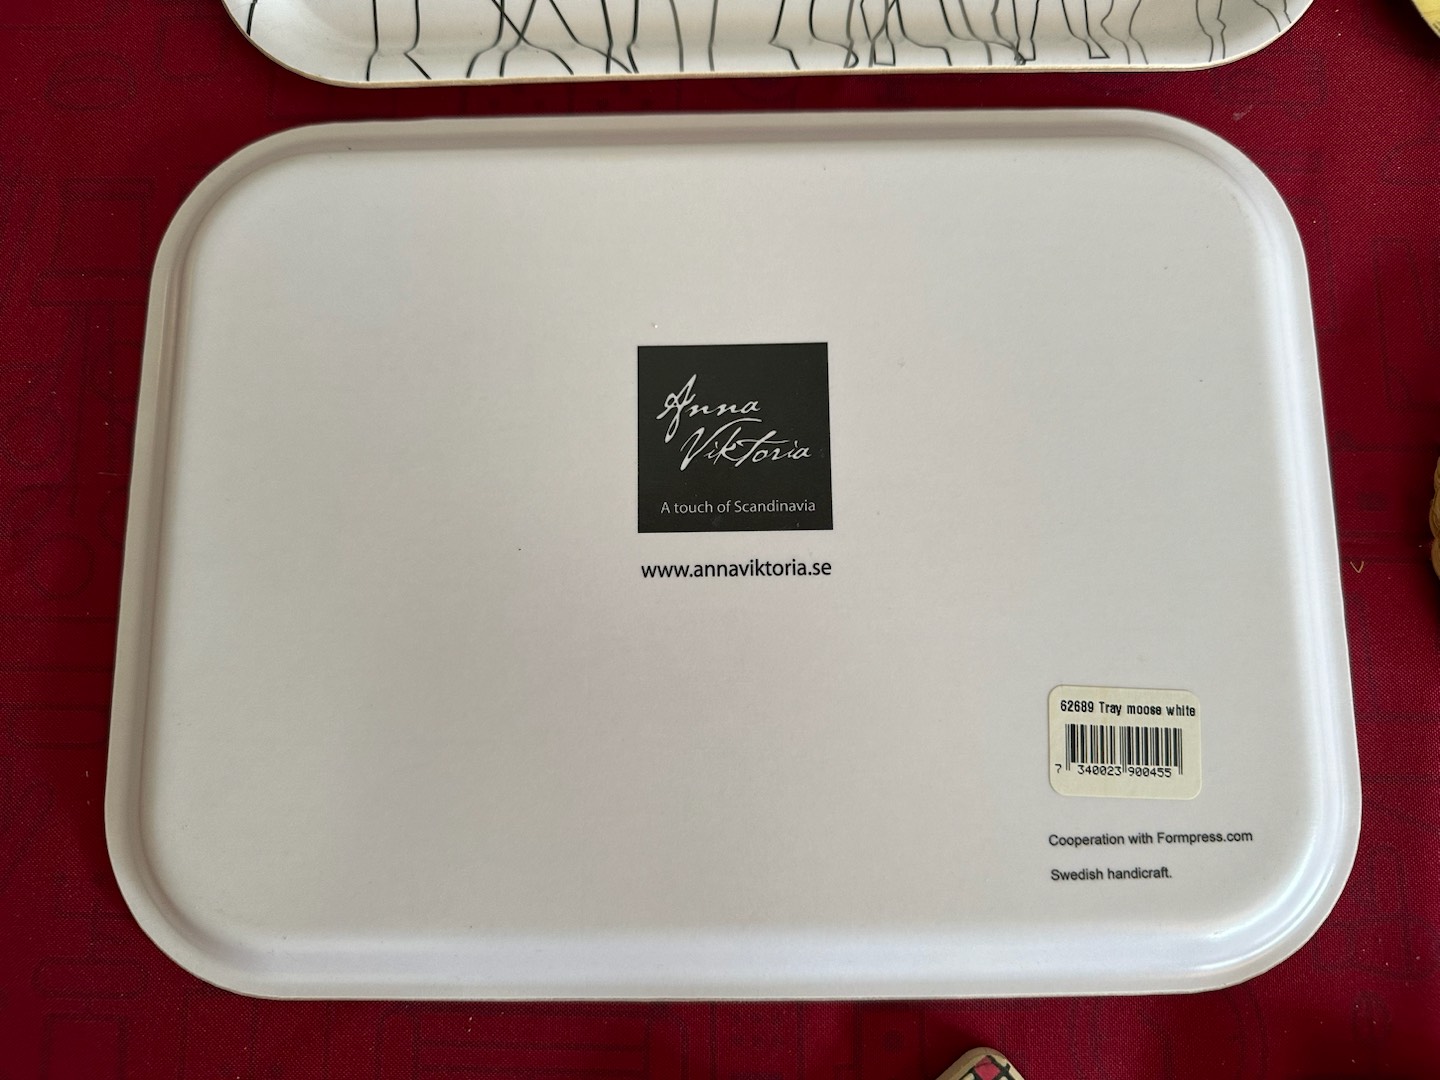 Anna
Viktoria
A touch of Scandinavia
www.annaviktoria.se
62689 Tray moose white
7 340023 900455
Cooperation with Formpress.com
Swedish handicraft.